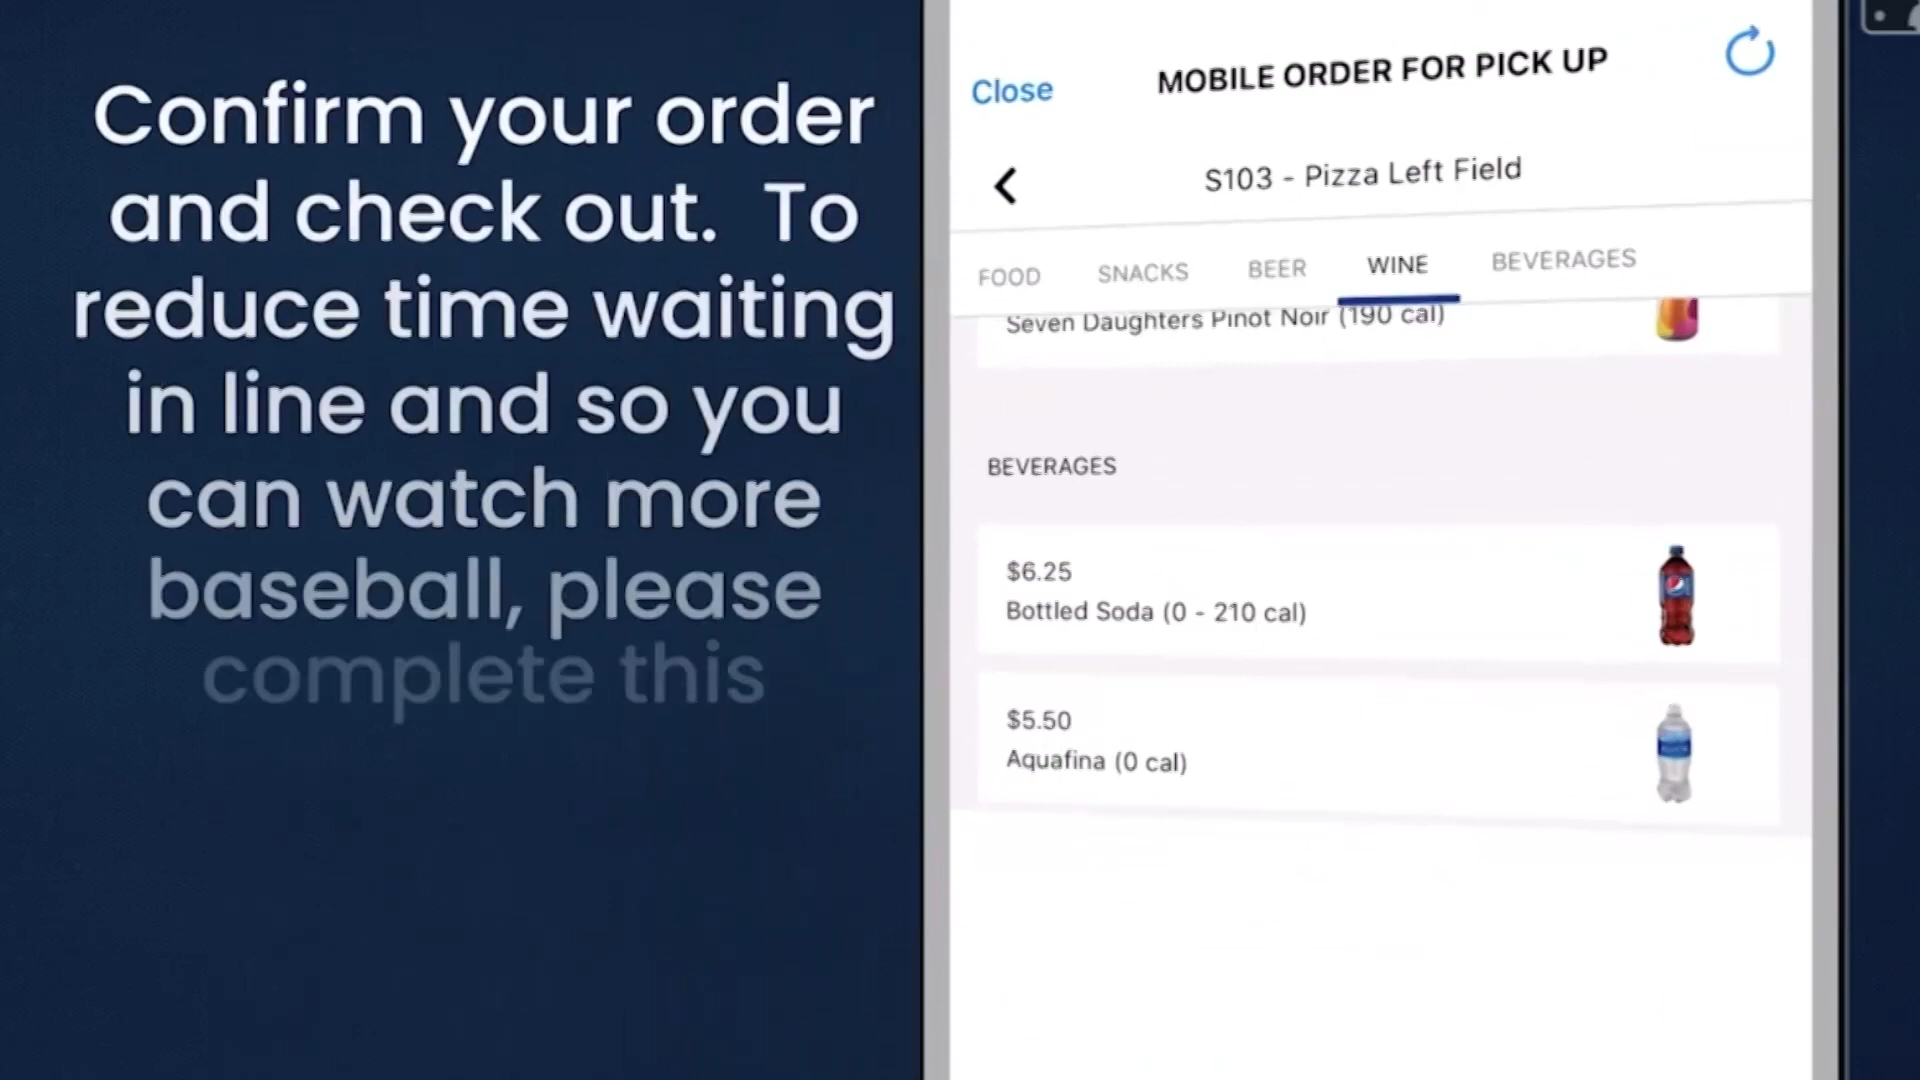 Confirm your order
and check out. To
reduce time waiting
in line and so you
can watch more
baseball, please
complete this
Close
MOBILE ORDER FOR PICK UP
S103 - Pizza Left Field
FOOD SNACKS BEER WINE BEVERAGES
Seven Daughters Pinot Noir (190 cal)
BEVERAGES
$6.25
Bottled Soda (0 - 210 cal)
$5.50
Aquafina (0 cal)